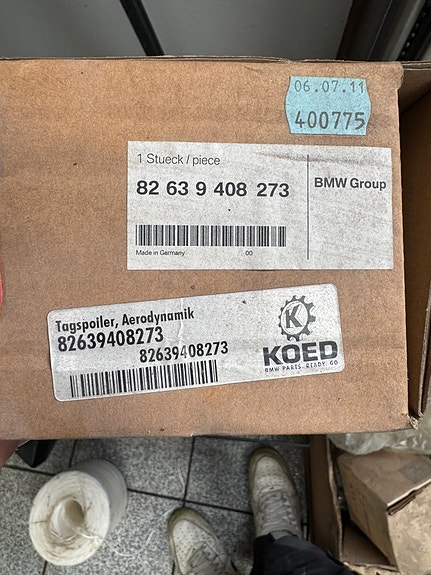 06.07.11
400775
1 Stueck / piece
82 63 9 408 273
BMW Group
Made in Germany
00
Tagspoiler, Aerodynamik
82639408273
82639408273
K
KOED
BMW PARTS. READY. GO